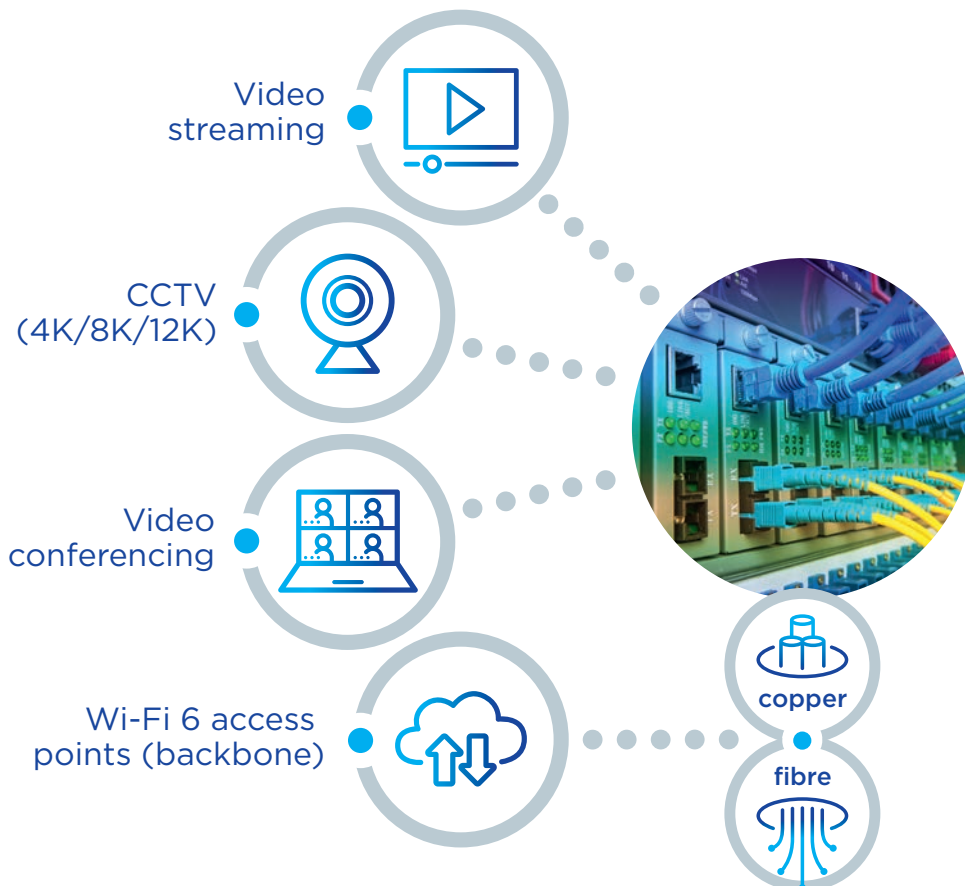 Video
streaming
CCTV
(4K/8K/12K)
Video
conferencing
Wi-Fi 6 access
points (backbone)
copper
fibre